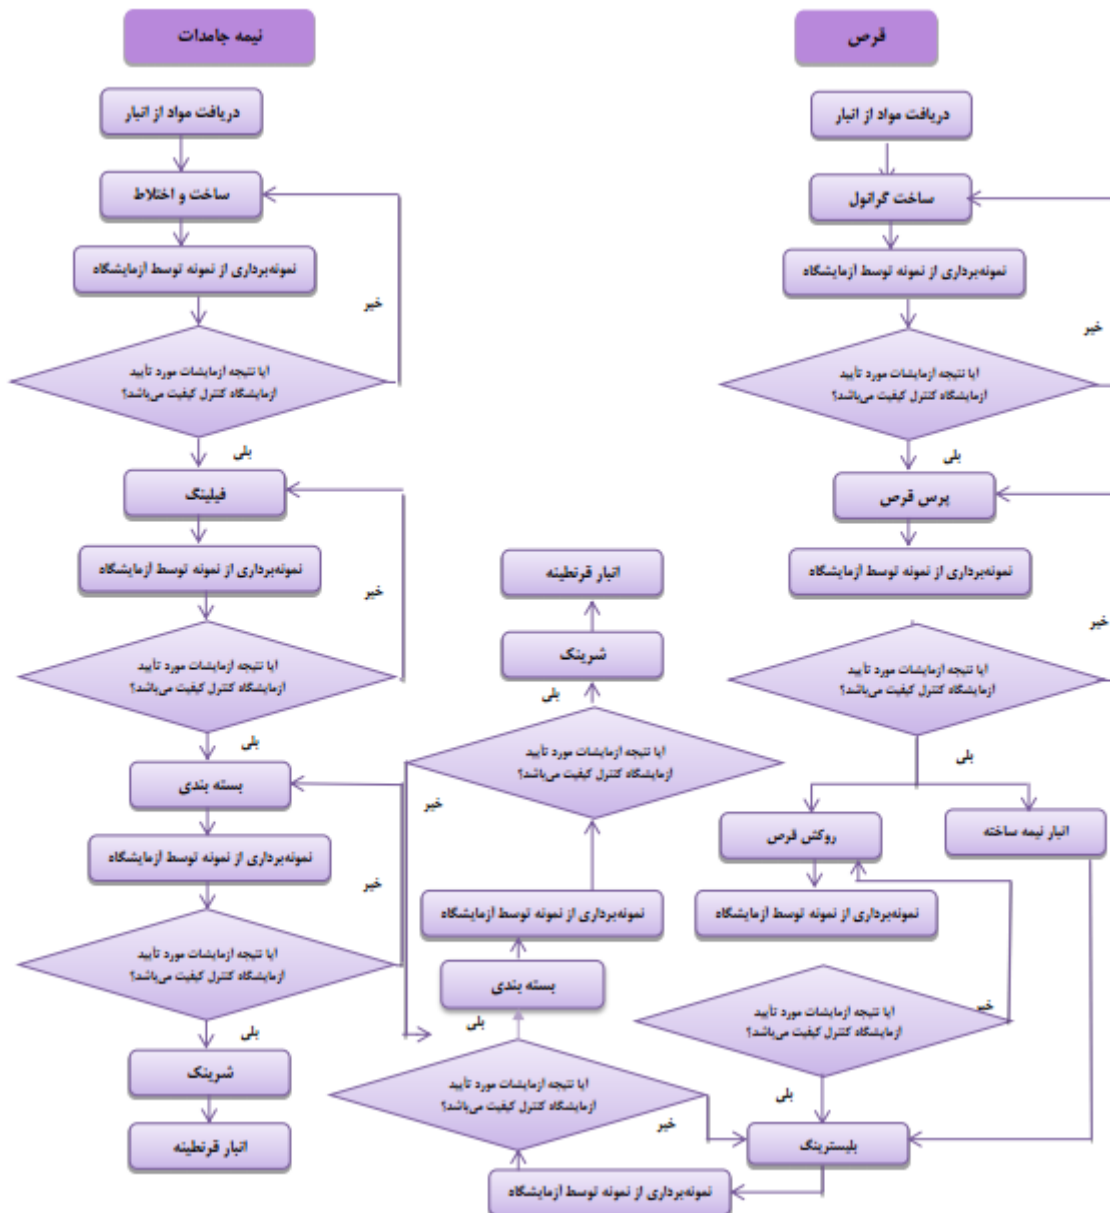 قرص
دریافت مواد از انبار
ساخت گرانول
نمونه‌برداری از نمونه توسط آزمایشگاه
خیر
آیا نتیجه ازمایشات مورد تأیید
ازمایشگاه کنترل کیفیت می‌باشد؟
بلی
پرس قرص
نمونه‌برداری از نمونه توسط آزمایشگاه
خیر
آیا نتیجه ازمایشات مورد تأیید
ازمایشگاه کنترل کیفیت می‌باشد؟
بلی
انبار نیمه ساخته
روکش قرص
نمونه‌برداری از نمونه توسط آزمایشگاه
خیر
آیا نتیجه ازمایشات مورد تأیید
ازمایشگاه کنترل کیفیت می‌باشد؟
بلی
بلیسترینگ
نمونه‌برداری از نمونه توسط آزمایشگاه
خیر
آیا نتیجه ازمایشات مورد تأیید
ازمایشگاه کنترل کیفیت می‌باشد؟
بلی
بسته بندی
نمونه‌برداری از نمونه توسط آزمایشگاه
خیر
آیا نتیجه ازمایشات مورد تأیید
ازمایشگاه کنترل کیفیت می‌باشد؟
بلی
شرینک
انبار قرنطینه
نیمه جامدات
دریافت مواد از انبار
ساخت و اختلاط
نمونه‌برداری از نمونه توسط آزمایشگاه
خیر
آیا نتیجه ازمایشات مورد تأیید
ازمایشگاه کنترل کیفیت می‌باشد؟
بلی
فیلینگ
نمونه‌برداری از نمونه توسط آزمایشگاه
خیر
آیا نتیجه ازمایشات مورد تأیید
ازمایشگاه کنترل کیفیت می‌باشد؟
بلی
بسته بندی
نمونه‌برداری از نمونه توسط آزمایشگاه
خیر
آیا نتیجه ازمایشات مورد تأیید
ازمایشگاه کنترل کیفیت می‌باشد؟
بلی
شرینک
انبار قرنطینه